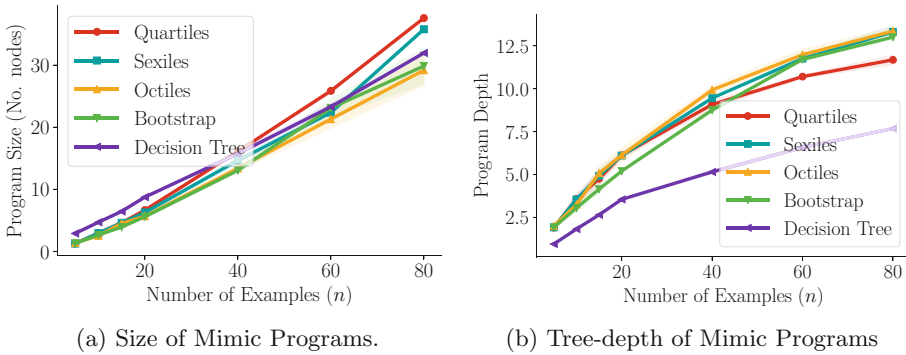 Program Size (No. nodes)
30
20
10
0
Quartiles
Sexiles
Octiles
Bootstrap
Decision Tree
20 40 60 80
Number of Examples (n)
(a) Size of Mimic Programs.
Program Depth
12.5
10.0
7.5
5.0
2.5
Quartiles
Sexiles
Octiles
Bootstrap
Decision Tree
20 40 60 80
Number of Examples (n)
(b) Tree-depth of Mimic Programs